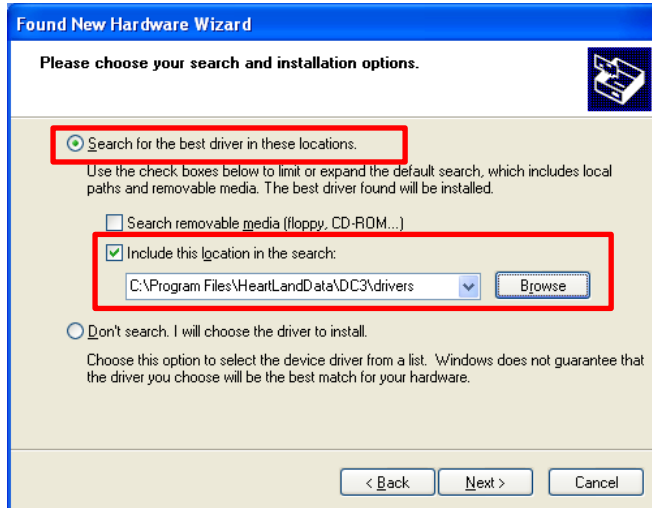 Found New Hardware Wizard
Please choose your search and installation options.
Search for the best driver in these locations.
Use the check boxes below to limit or expand the default search, which includes local
paths and removable media. The best driver found will be installed.
Search removable media (floppy, CD-ROM...)
Include this location in the search:
C:\Program Files\HeartLandData\DC3\drivers
Browse
Don't search. I will choose the driver to install.
Choose this option to select the device driver from a list. Windows does not guarantee that
the driver you choose will be the best match for your hardware.
< Back
Next >
Cancel